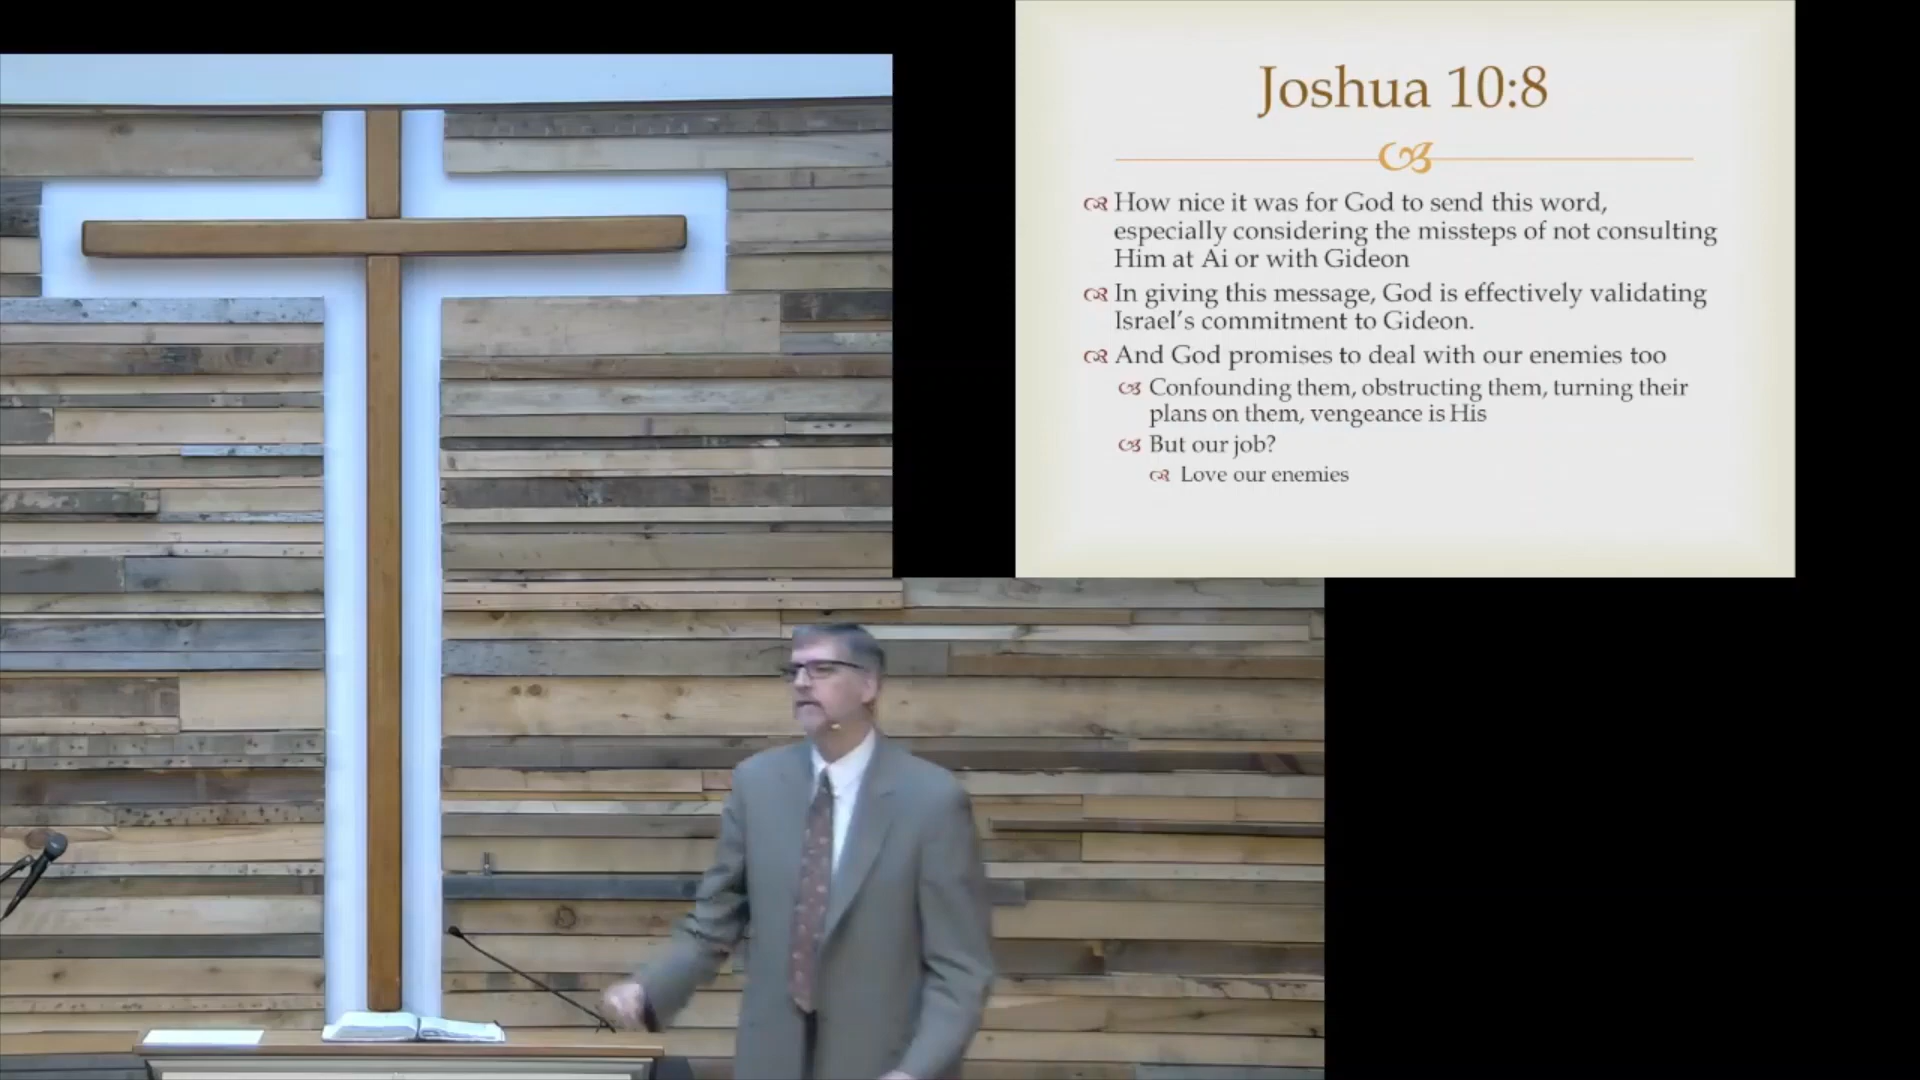 Joshua 10:8
How nice it was for God to send this word,
especially considering the missteps of not consulting
Him at Ai or with Gideon
In giving this message, God is effectively validating
Israel's commitment to Gideon.
And God promises to deal with our enemies too
Confounding them, obstructing them, turning their
plans on them, vengeance is His
But our job?
Love our enemies